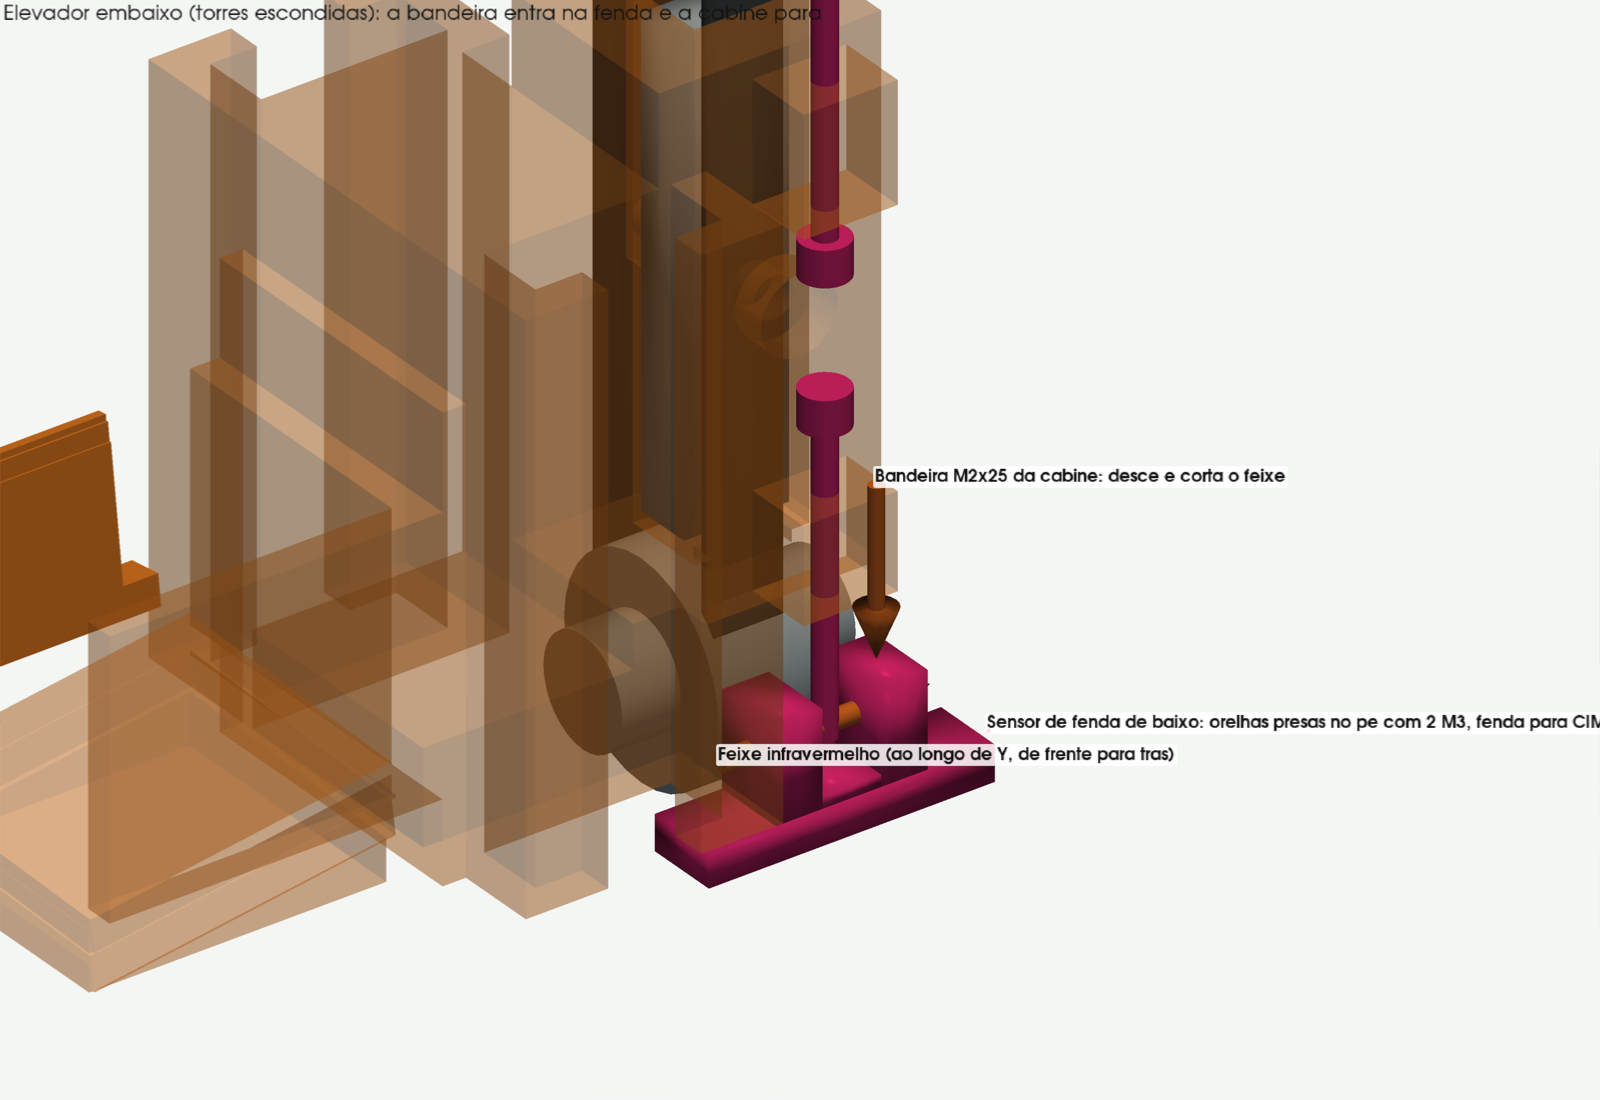 Elevador embaixo (torres escondidas): a bandeira entra na fenda e a cabine para
Bandeira M2x25 da cabine: desce e corta o feixe
Sensor de fenda de baixo: orelhas presas no pe com 2 M3, fenda para CIM
Feixe infravermelho (ao longo de Y, de frente para tras)